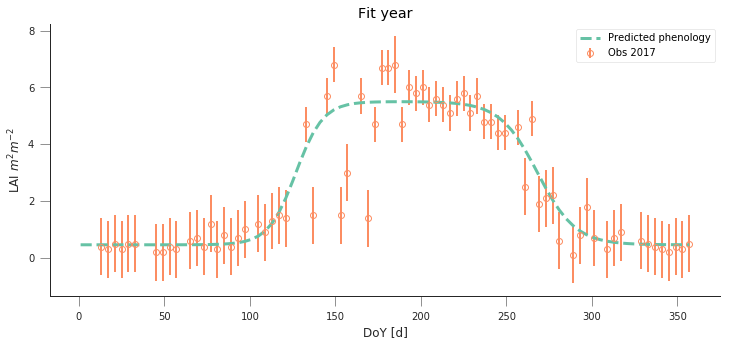 Fit year
8
6
4
2
0
LAI m²m⁻²
Predicted phenology
Obs 2017
0 50 100 150 200 250 300 350
DoY [d]